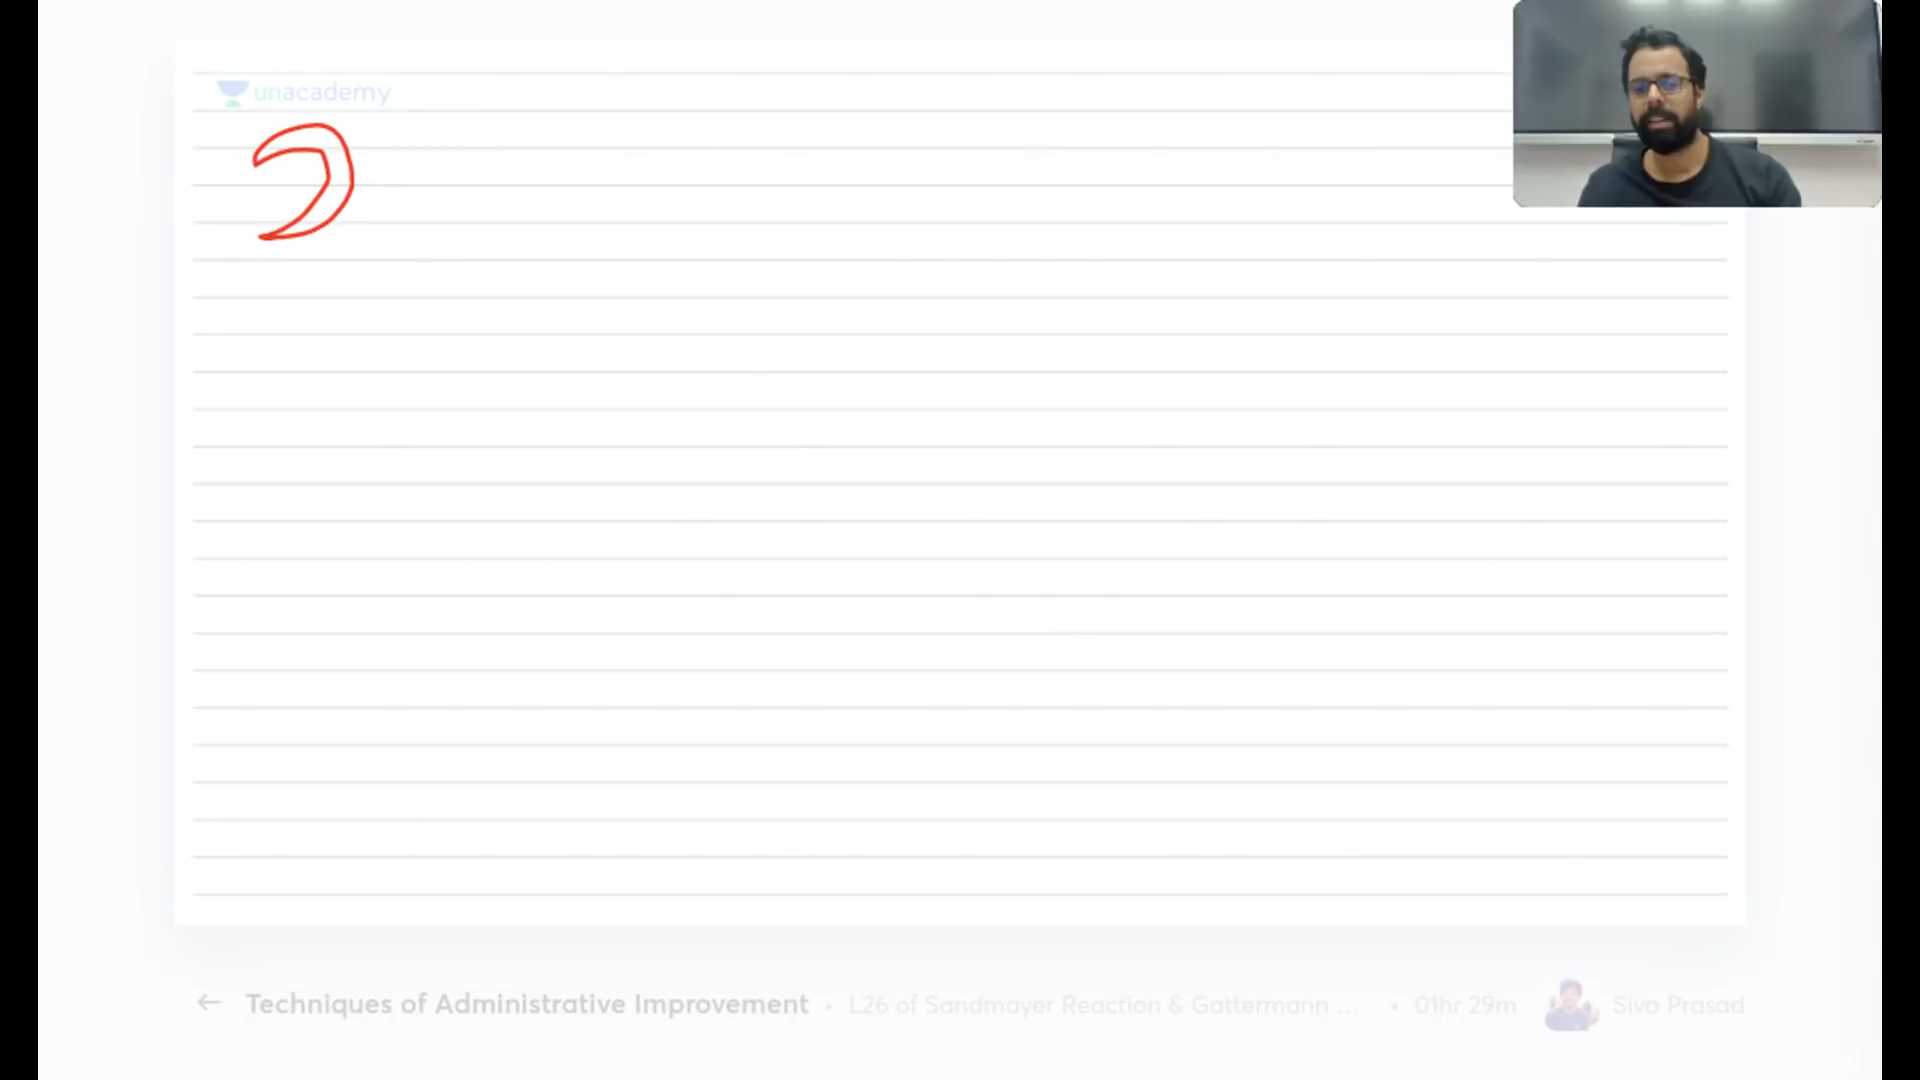 unacademy
Techniques of Administrative Improvement • L26 of Sandmayer Reaction & Gattermann ... • 01hr 29m Siva Prasad